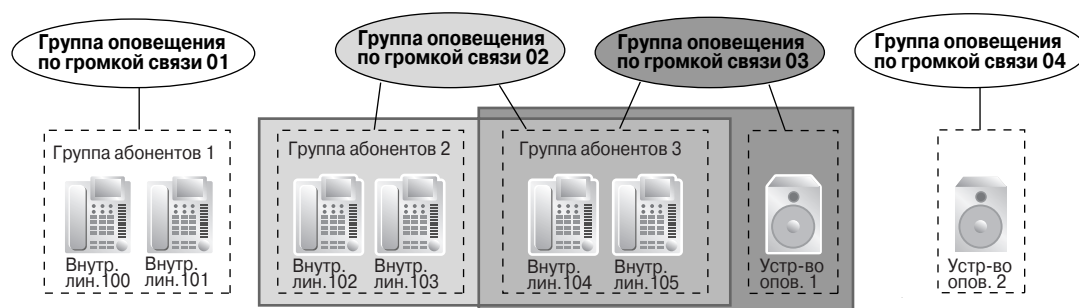 Группа оповещения
по громкой связи 01
Группа оповещения
по громкой связи 02
Группа оповещения
по громкой связи 03
Группа оповещения
по громкой связи 04
Группа абонентов 1
Группа абонентов 2
Группа абонентов 3
Внутр.
лин.100
Внутр.
лин.101
Внутр.
лин.102
Внутр.
лин.103
Внутр.
лин.104
Внутр.
лин.105
Устр-во
опов. 1
Устр-во
опов. 2